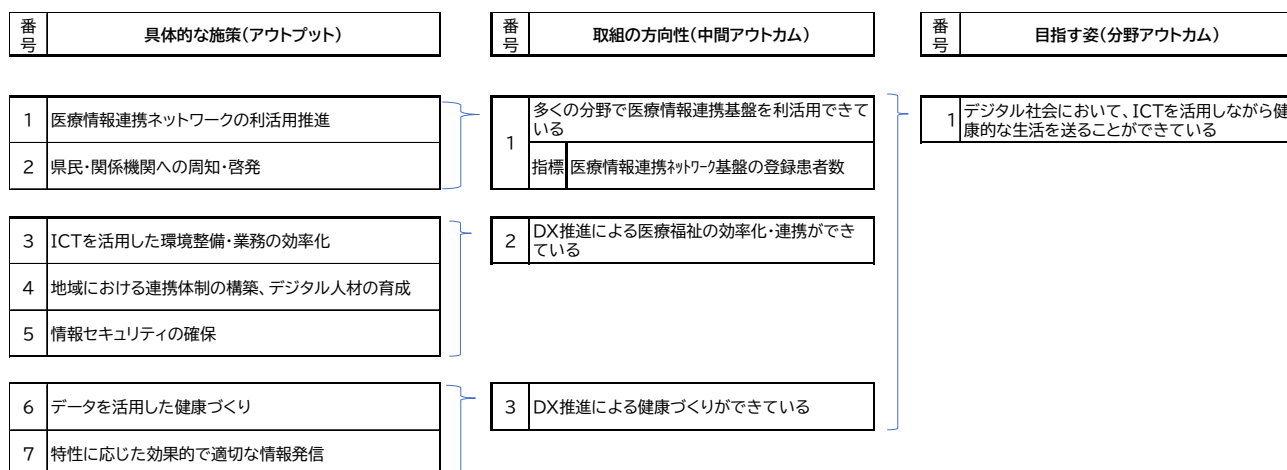 番号 具体的な施策(アウトプット)
番号 取組の方向性(中間アウトカム)
番号 目指す姿(分野アウトカム)
1 医療情報連携ネットワークの利活用推進
2 県民・関係機関への周知・啓発
1 多くの分野で医療情報連携基盤を利活用できて
いる
指標 医療情報連携ﾈｯﾄﾜｰｸ基盤の登録患者数
1 デジタル社会において、ICTを活用しながら健
康的な生活を送ることができている
3 ICTを活用した環境整備・業務の効率化
4 地域における連携体制の構築、デジタル人材の育成
5 情報セキュリティの確保
2 DX推進による医療福祉の効率化・連携ができ
ている
6 データを活用した健康づくり
7 特性に応じた効果的で適切な情報発信
3 DX推進による健康づくりができている